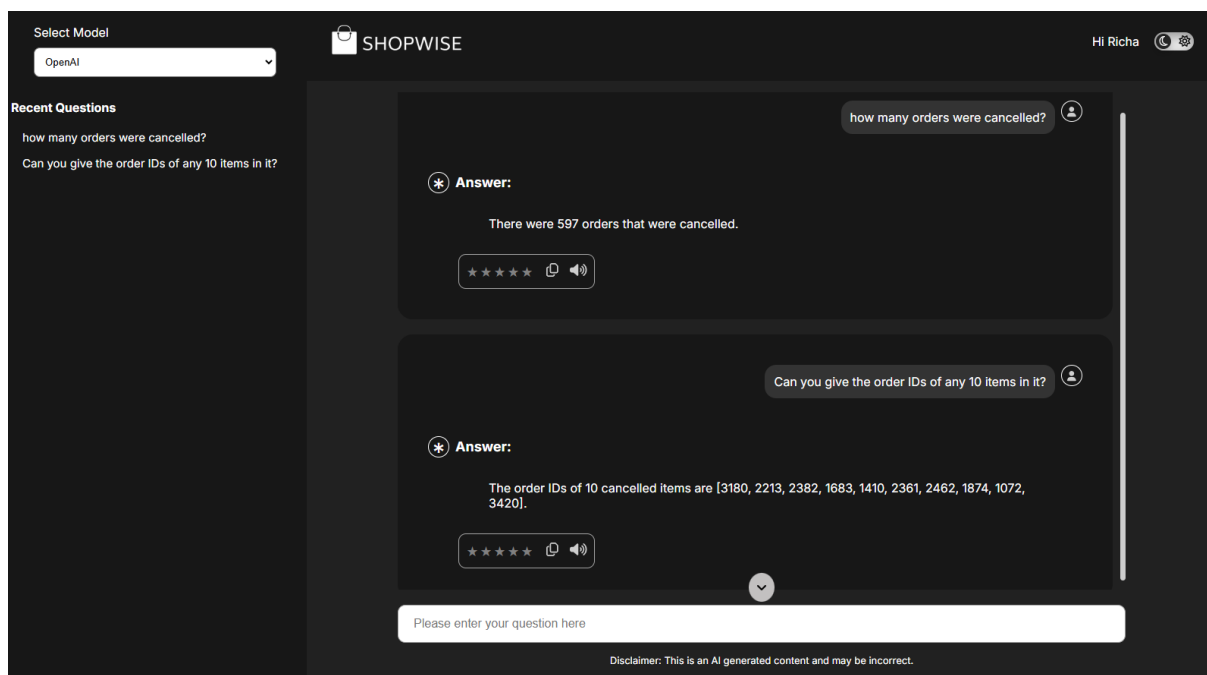 Select Model
OpenAI
Recent Questions
how many orders were cancelled?
Can you give the order IDs of any 10 items in it?
SHOPWISE
Hi Richa
how many orders were cancelled?
Answer:
There were 597 orders that were cancelled.
Can you give the order IDs of any 10 items in it?
Answer:
The order IDs of 10 cancelled items are [3180, 2213, 2382, 1683, 1410, 2361, 2462, 1874, 1072,
3420].
Please enter your question here
Disclaimer: This is an AI generated content and may be incorrect.